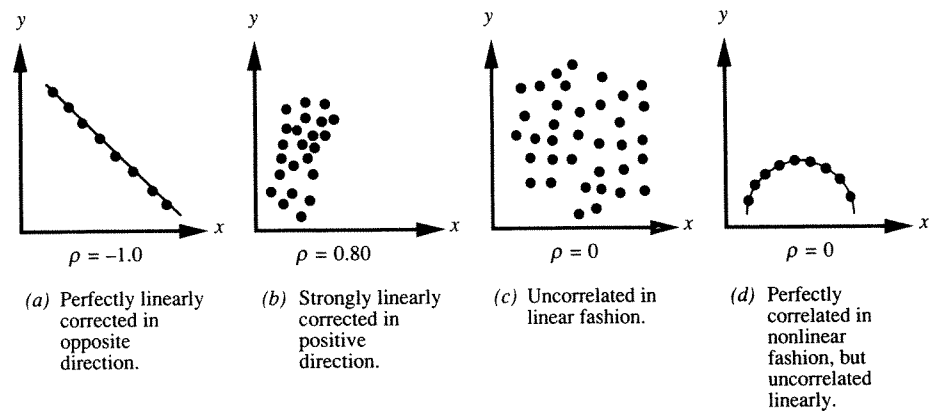 y
x
ρ = –1.0
(a) Perfectly linearly
corrected in
opposite
direction.
y
x
ρ = 0.80
(b) Strongly linearly
corrected in
positive
direction.
y
x
ρ = 0
(c) Uncorrelated in
linear fashion.
y
x
ρ = 0
(d) Perfectly
correlated in
nonlinear
fashion, but
uncorrelated
linearly.